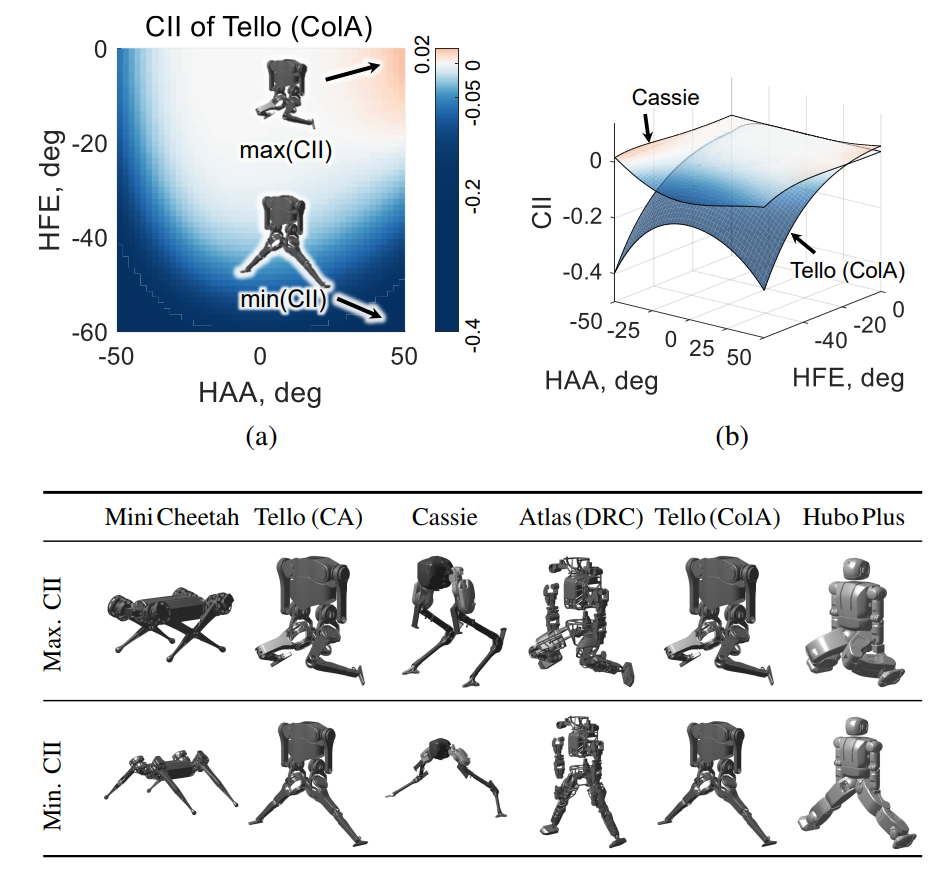 CII of Tello (ColA)
0
-20
-40
-60
HFE, deg
-50
0
50
HAA, deg
max(CII)
min(CII)
0.02
0
-0.05
-0.2
-0.4
(a)
Cassie
Tello (ColA)
CII
0
-0.2
-0.4
-50
-25
0
25
50
HAA, deg
-40
-20
0
HFE, deg
(b)
Mini Cheetah Tello (CA) Cassie Atlas (DRC) Tello (ColA) Hubo Plus
Max. CII
Min. CII